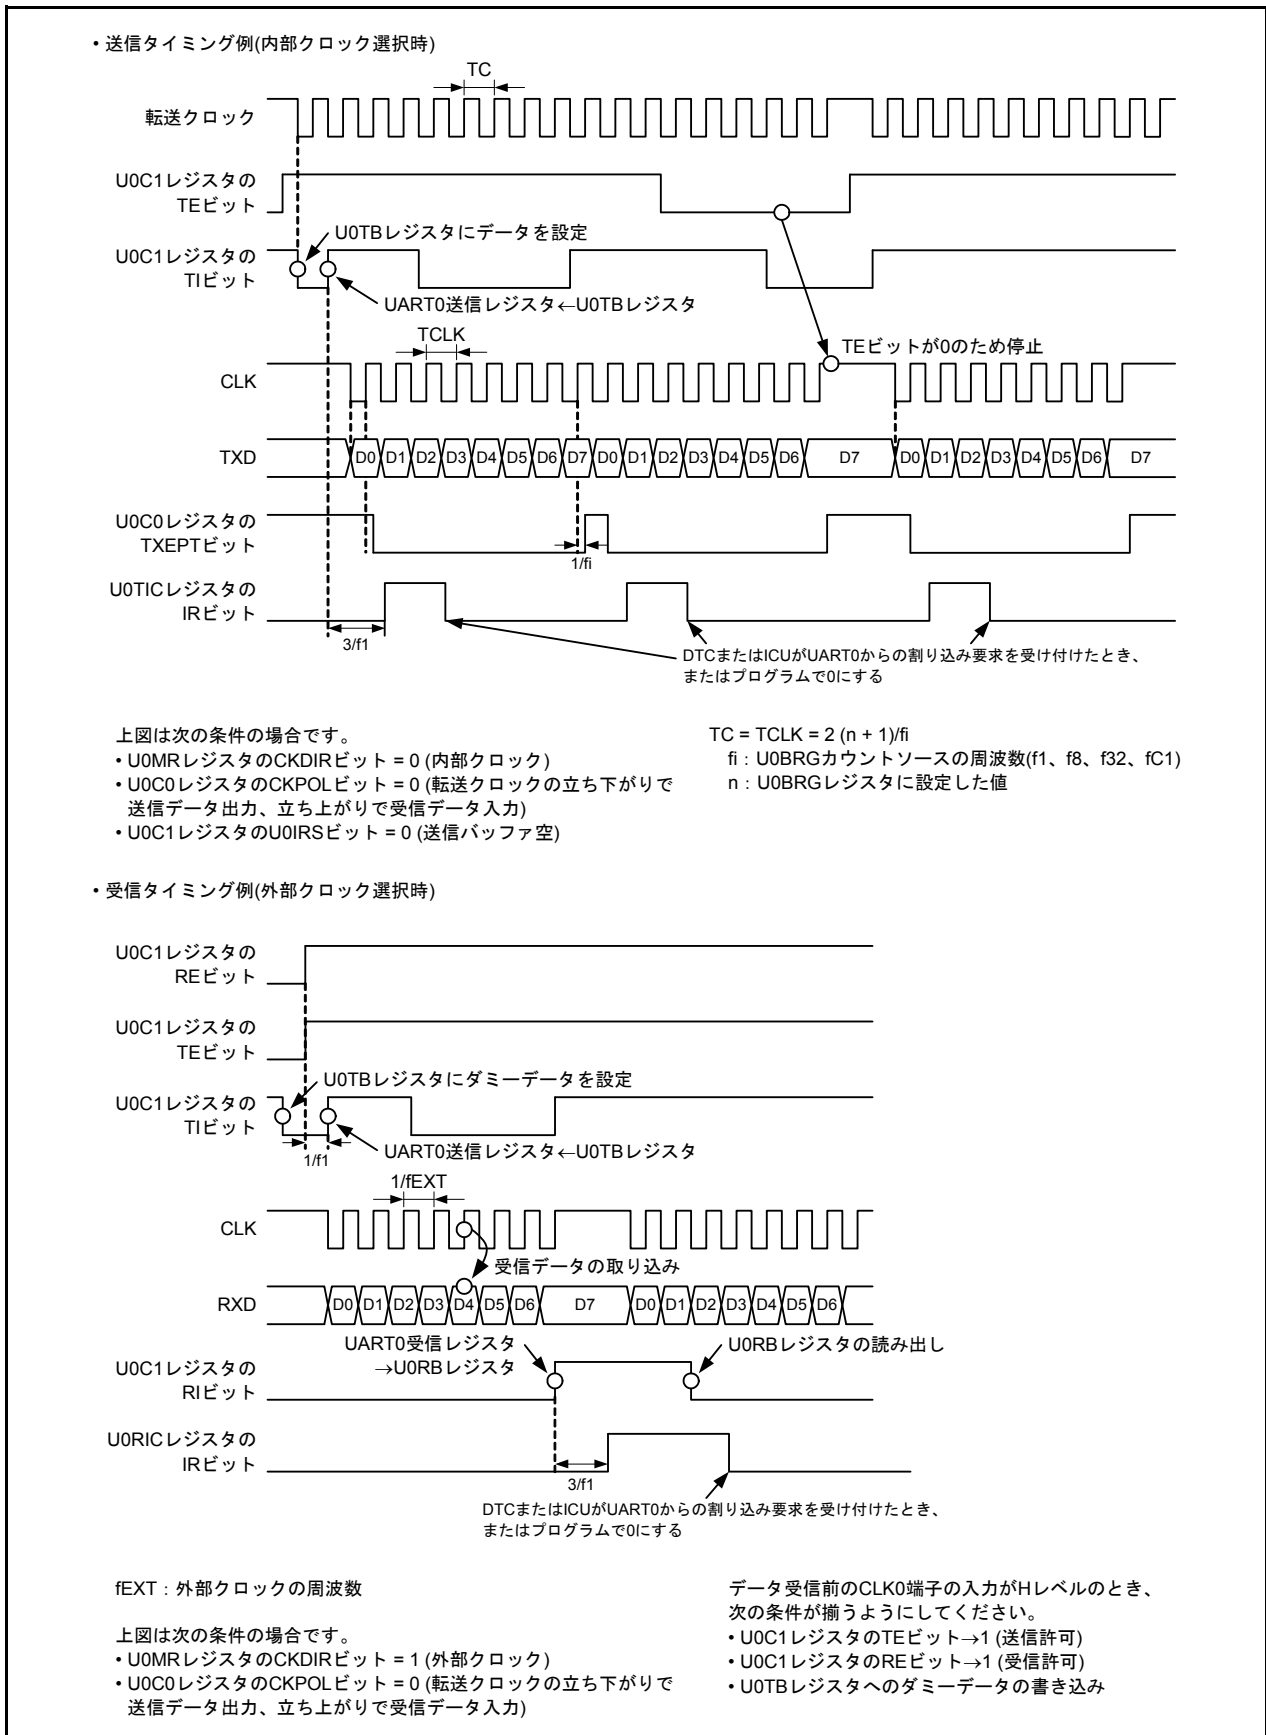 • 送信タイミング例(内部クロック選択時)
TC
転送クロック
U0C1レジスタの
TEビット
U0TBレジスタにデータを設定
U0C1レジスタの
TIビット
UART0送信レジスタ←U0TBレジスタ
TCLK
TEビットが0のため停止
CLK
TXD
D0 D1 D2 D3 D4 D5 D6 D7 D0 D1 D2 D3 D4 D5 D6 D7 D0 D1 D2 D3 D4 D5 D6 D7
U0C0レジスタの
TXEPTビット
1/fi
U0TICレジスタの
IRビット
3/f1
DTCまたはICUがUART0からの割り込み要求を受け付けたとき、
またはプログラムで0にする
上図は次の条件の場合です。
• U0MRレジスタのCKDIRビット = 0 (内部クロック)
• U0C0レジスタのCKPOLビット = 0 (転送クロックの立ち下がりで
送信データ出力、立ち上がりで受信データ入力)
• U0C1レジスタのU0IRSビット = 0 (送信バッファ空)
TC = TCLK = 2 (n + 1)/fi
fi : U0BRGカウントソースの周波数(f1、f8、f32、fC1)
n : U0BRGレジスタに設定した値
• 受信タイミング例(外部クロック選択時)
U0C1レジスタの
REビット
U0C1レジスタの
TEビット
U0TBレジスタにダミーデータを設定
U0C1レジスタの
TIビット
UART0送信レジスタ←U0TBレジスタ
1/f1
1/fEXT
CLK
受信データの取り込み
RXD
D0 D1 D2 D3 D4 D5 D6 D7 D0 D1 D2 D3 D4 D5 D6
UART0受信レジスタ
→U0RBレジスタ
U0RBレジスタの読み出し
U0C1レジスタの
RIビット
U0RICレジスタの
IRビット
3/f1
DTCまたはICUがUART0からの割り込み要求を受け付けたとき、
またはプログラムで0にする
fEXT : 外部クロックの周波数
上図は次の条件の場合です。
• U0MRレジスタのCKDIRビット = 1 (外部クロック)
• U0C0レジスタのCKPOLビット = 0 (転送クロックの立ち下がりで
送信データ出力、立ち上がりで受信データ入力)
データ受信前のCLK0端子の入力がHレベルのとき、
次の条件が揃うようにしてください。
• U0C1レジスタのTEビット→1 (送信許可)
• U0C1レジスタのREビット→1 (受信許可)
• U0TBレジスタへのダミーデータの書き込み